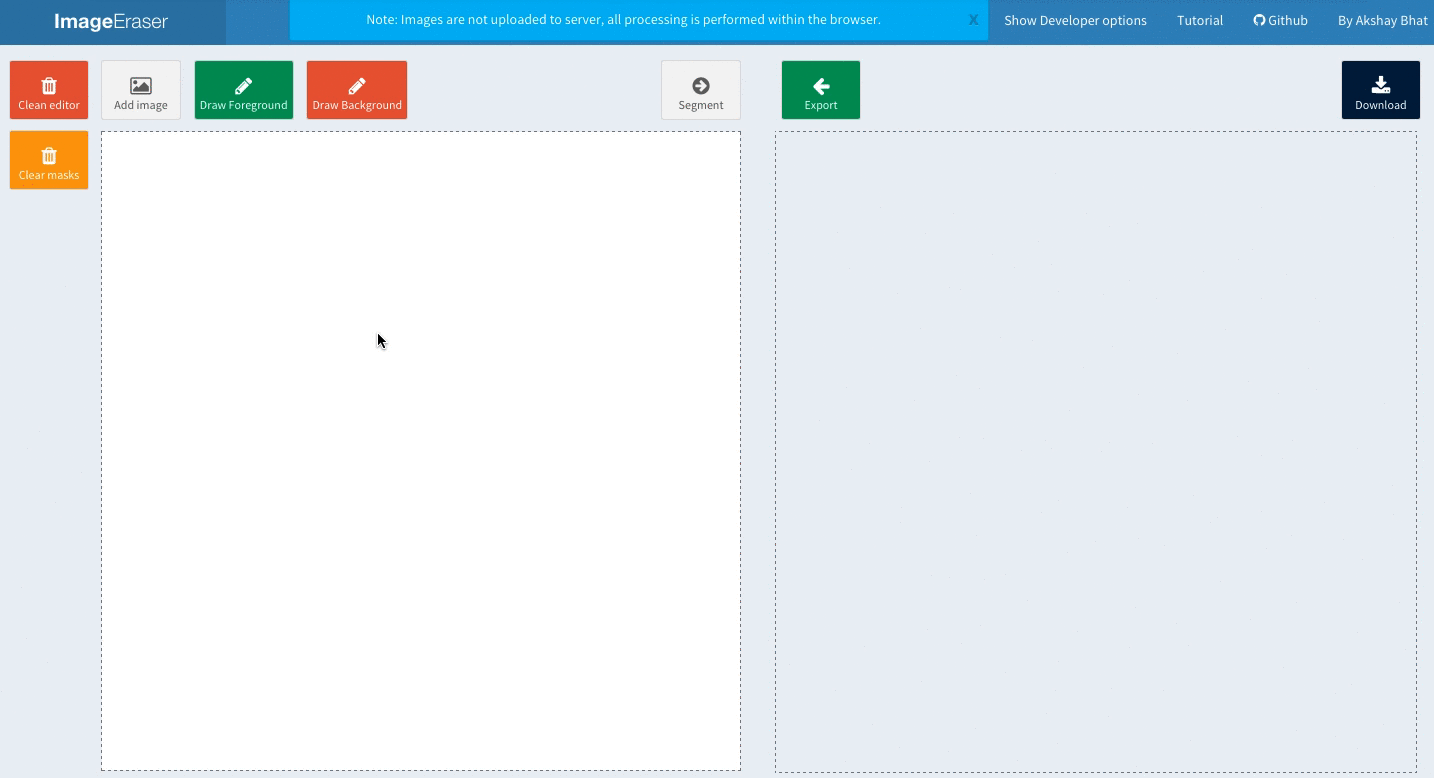 ImageEraser
Note: Images are not uploaded to server, all processing is performed within the browser.
X
Show Developer options
Tutorial
Github
By Akshay Bhat
Clean editor
Add image
Draw Foreground
Draw Background
Segment
Export
Download
Clear masks